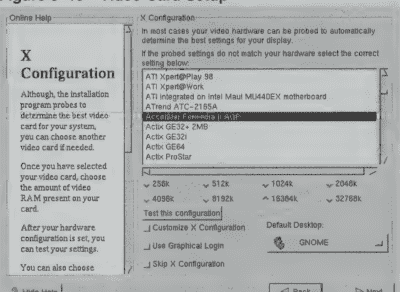 Online Help
X Configuration
X
Configuration
Although, the installation
program probes to
determine the best video
card for your system,
you can choose another
video card if needed.
Once you have selected
your video card, choose
the amount of video
RAM present on your
card.
After your hardware
configuration is set, you
can test your settings.
You can also choose
In most cases your video hardware can be probed to automatically
determine the best settings for your display.
If the probed settings do not match your hardware select the correct
setting below:
ATI Xpert@Play 98
ATI Xpert@Work
ATI integrated on Intel Maui MU440EX motherboard
ATrend ATC-2165A
Actix GE32+ 2MB
Actix GE32i
Actix GE64
Actix ProStar
256k 512k 1024k 2048k
4096k 8192k 16384k 32768k
Test this configuration
Customize X Configuration
Use Graphical Login
Skip X Configuration
Default Desktop:
GNOME
Hide Help
Back
Next